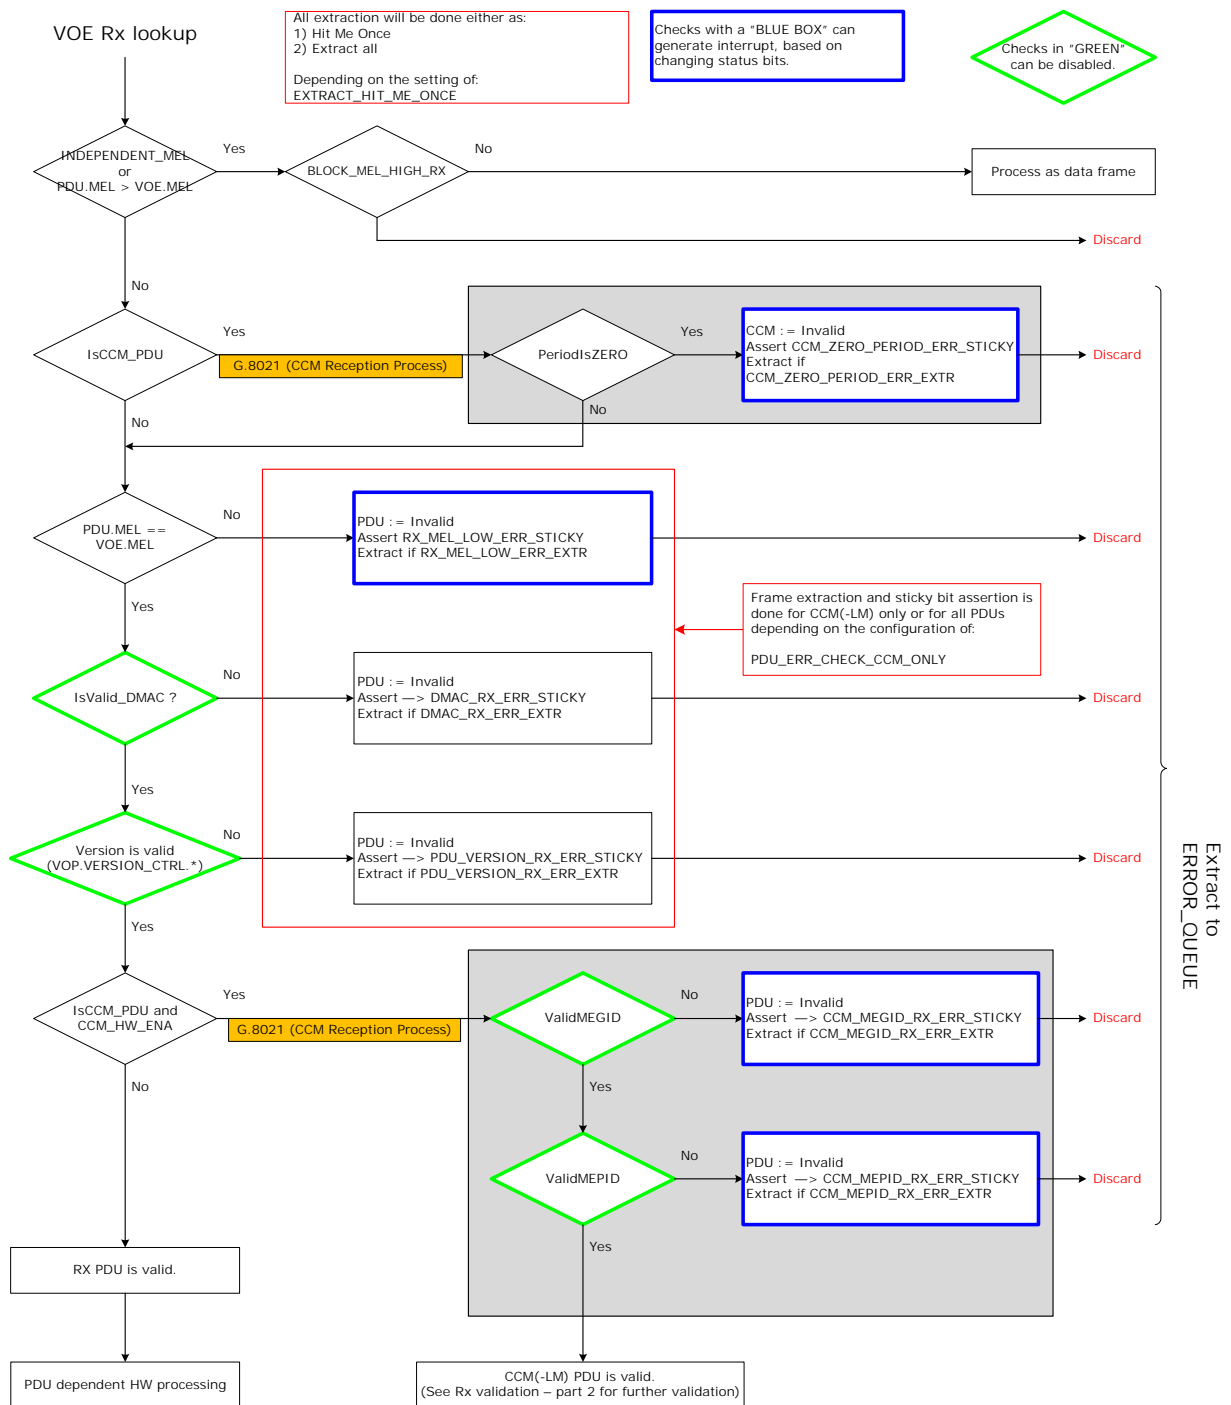 VOE Rx lookup
All extraction will be done either as:
1) Hit Me Once
2) Extract all
Depending on the setting of:
EXTRACT_HIT_ME_ONCE
Checks with a “BLUE BOX” can
generate interrupt, based on
changing status bits.
Checks in “GREEN”
can be disabled.
INDEPENDENT_MEL
or
PDU.MEL > VOE.MEL
Yes
BLOCK_MEL_HIGH_RX
No
Process as data frame
Discard
No
IsCCM_PDU
Yes
G.8021 (CCM Reception Process)
PeriodIsZERO
Yes
CCM := Invalid
Assert CCM_ZERO_PERIOD_ERR_STICKY
Extract if
CCM_ZERO_PERIOD_ERR_EXTR
Discard
No
No
PDU.MEL ==
VOE.MEL
No
PDU := Invalid
Assert RX_MEL_LOW_ERR_STICKY
Extract if RX_MEL_LOW_ERR_EXTR
Discard
Yes
Frame extraction and sticky bit assertion is
done for CCM(-LM) only or for all PDUs
depending on the configuration of:
PDU_ERR_CHECK_CCM_ONLY
IsValid_DMAC ?
No
PDU := Invalid
Assert —> DMAC_RX_ERR_STICKY
Extract if DMAC_RX_ERR_EXTR
Discard
Yes
Version is valid
(VOP.VERSION_CTRL.*)
No
PDU := Invalid
Assert —> PDU_VERSION_RX_ERR_STICKY
Extract if PDU_VERSION_RX_ERR_EXTR
Discard
Extract to
ERROR_QUEUE
Yes
IsCCM_PDU and
CCM_HW_ENA
Yes
G.8021 (CCM Reception Process)
ValidMEGID
No
PDU := Invalid
Assert —> CCM_MEGID_RX_ERR_STICKY
Extract if CCM_MEGID_RX_ERR_EXTR
Discard
No
Yes
ValidMEPID
No
PDU := Invalid
Assert —> CCM_MEPID_RX_ERR_STICKY
Extract if CCM_MEPID_RX_ERR_EXTR
Discard
Yes
RX PDU is valid.
PDU dependent HW processing
CCM(-LM) PDU is valid.
(See Rx validation – part 2 for further validation)